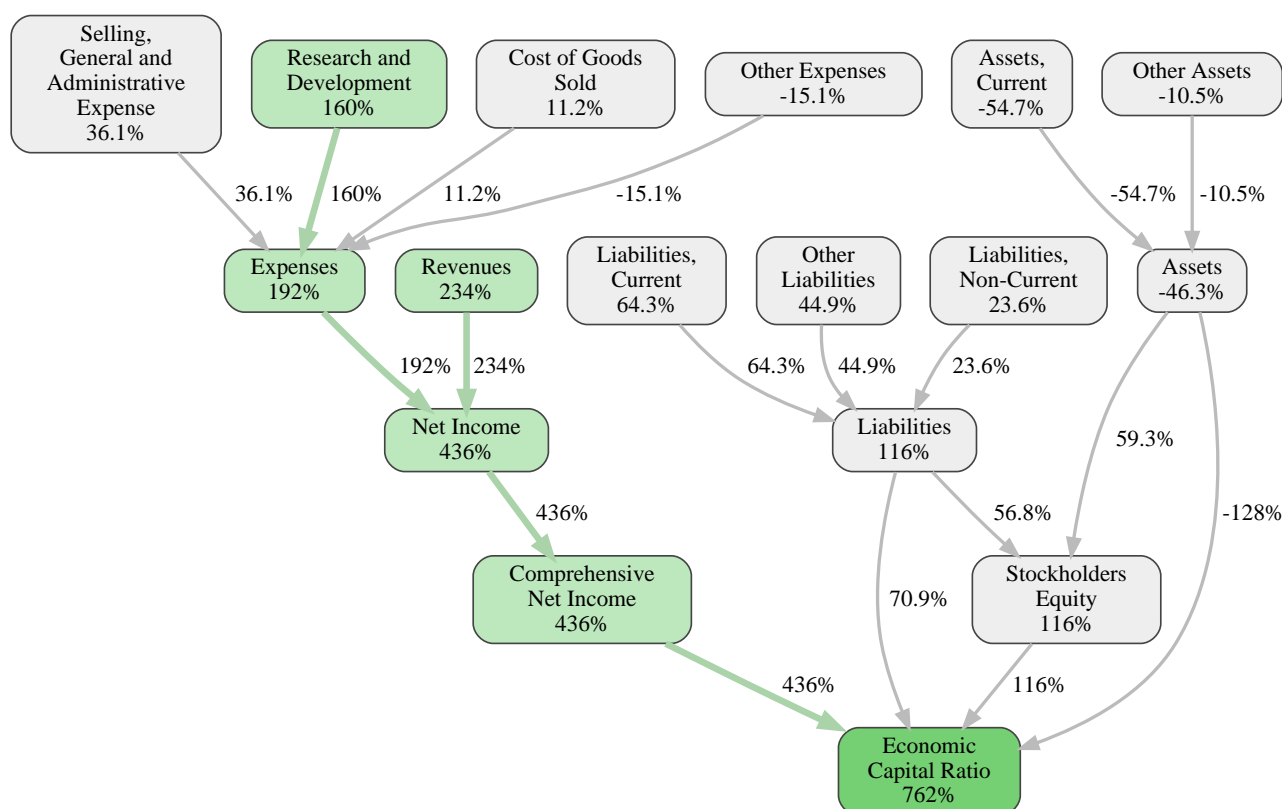 Selling,
General and
Administrative
Expense
36.1%
Research and
Development
160%
Cost of Goods
Sold
11.2%
Other Expenses
-15.1%
Assets,
Current
-54.7%
Other Assets
-10.5%
36.1%
160%
11.2%
-15.1%
-54.7%
-10.5%
Expenses
192%
Revenues
234%
Liabilities,
Current
64.3%
Other
Liabilities
44.9%
Liabilities,
Non-Current
23.6%
Assets
-46.3%
192%
234%
64.3%
44.9%
23.6%
Net Income
436%
Liabilities
116%
59.3%
436%
56.8%
-128%
Comprehensive
Net Income
436%
Stockholders
Equity
116%
70.9%
436%
116%
Economic
Capital Ratio
762%